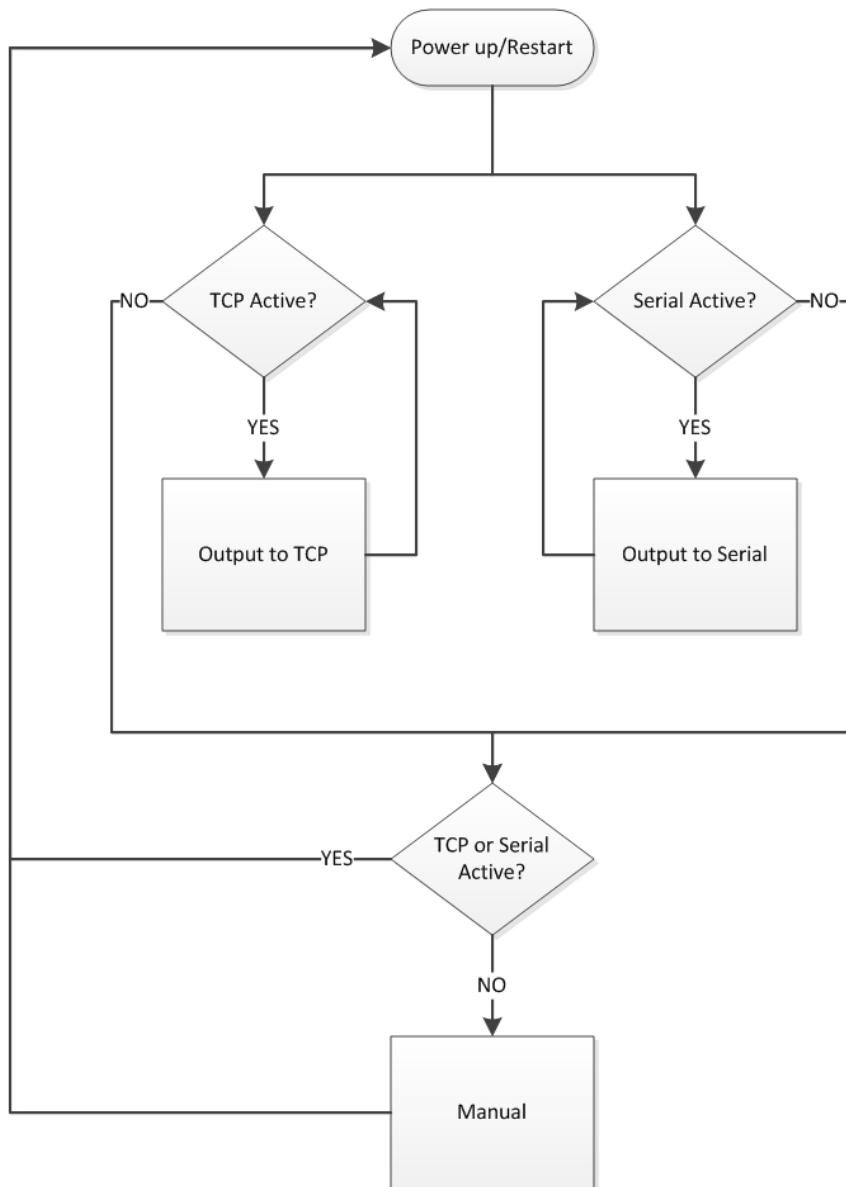 Power up/Restart
NO
TCP Active?
Serial Active?
NO
YES
YES
Output to TCP
Output to Serial
YES
TCP or Serial
Active?
NO
Manual